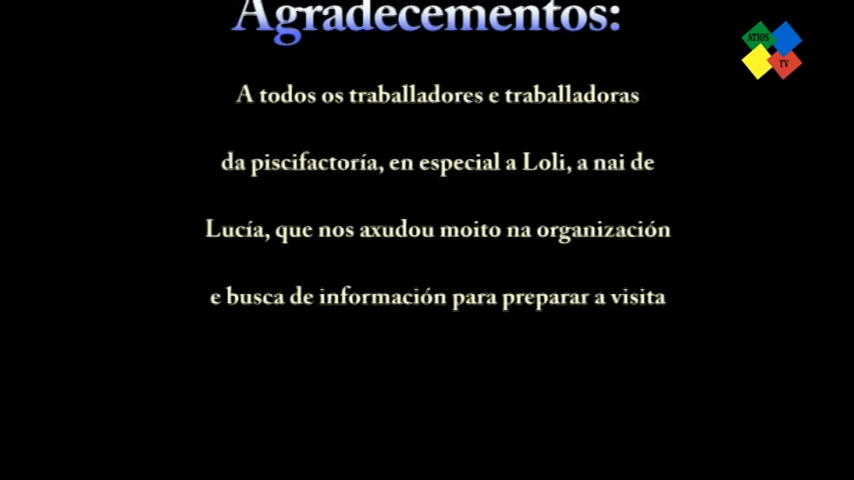 Agradecementos:
ATIOS
TV
A todos os traballadores e traballadoras
da piscifactoría, en especial a Loli, a nai de
Lucía, que nos axudou moito na organización
e busca de información para preparar a visita